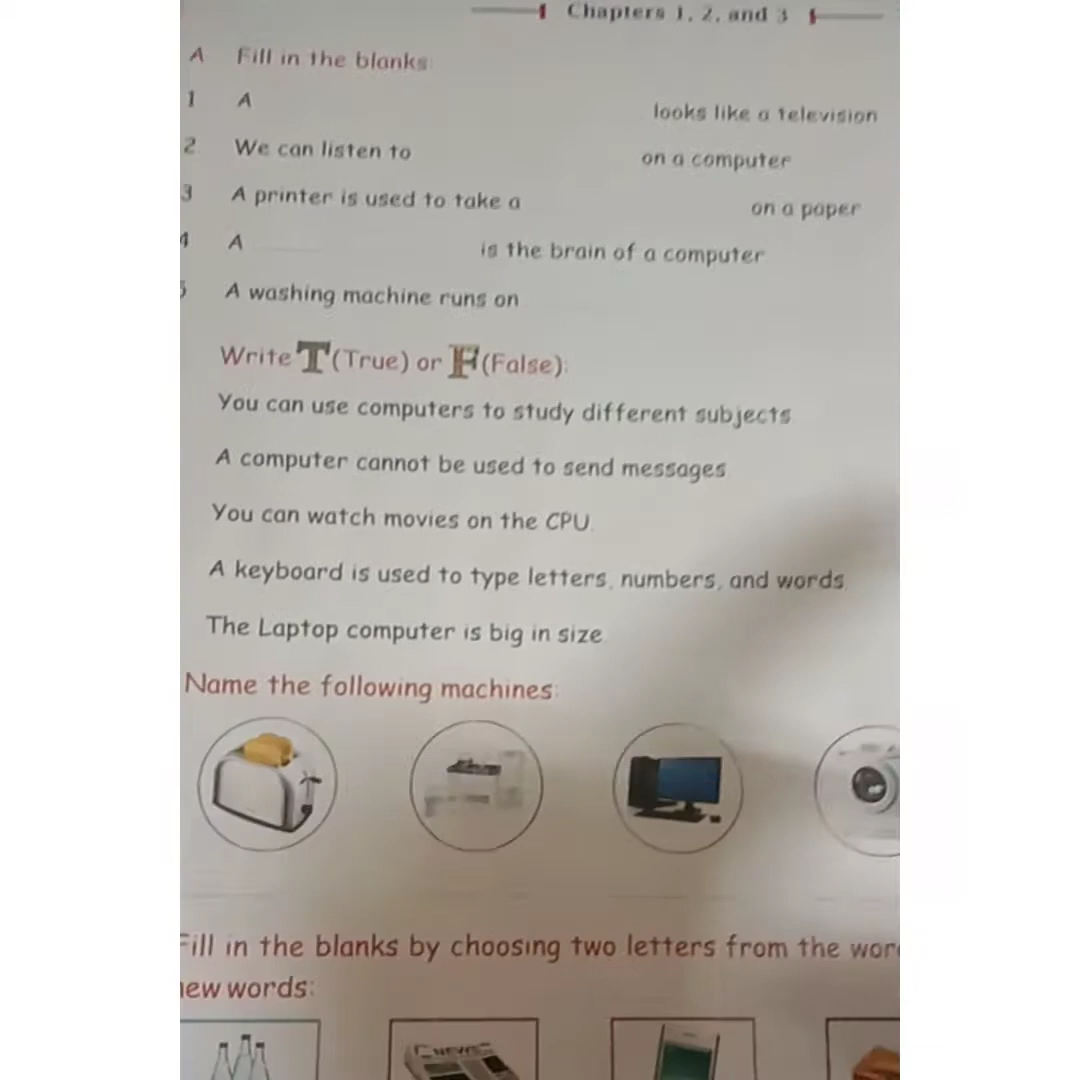 Chapters 1, 2, and 3
A Fill in the blanks:
1 A looks like a television
2 We can listen to on a computer
3 A printer is used to take a on a paper
4 A is the brain of a computer
5 A washing machine runs on
Write T (True) or F (False):
You can use computers to study different subjects
A computer cannot be used to send messages.
You can watch movies on the CPU.
A keyboard is used to type letters, numbers, and words.
The Laptop computer is big in size.
Name the following machines:
Fill in the blanks by choosing two letters from the
new words:
NEWS